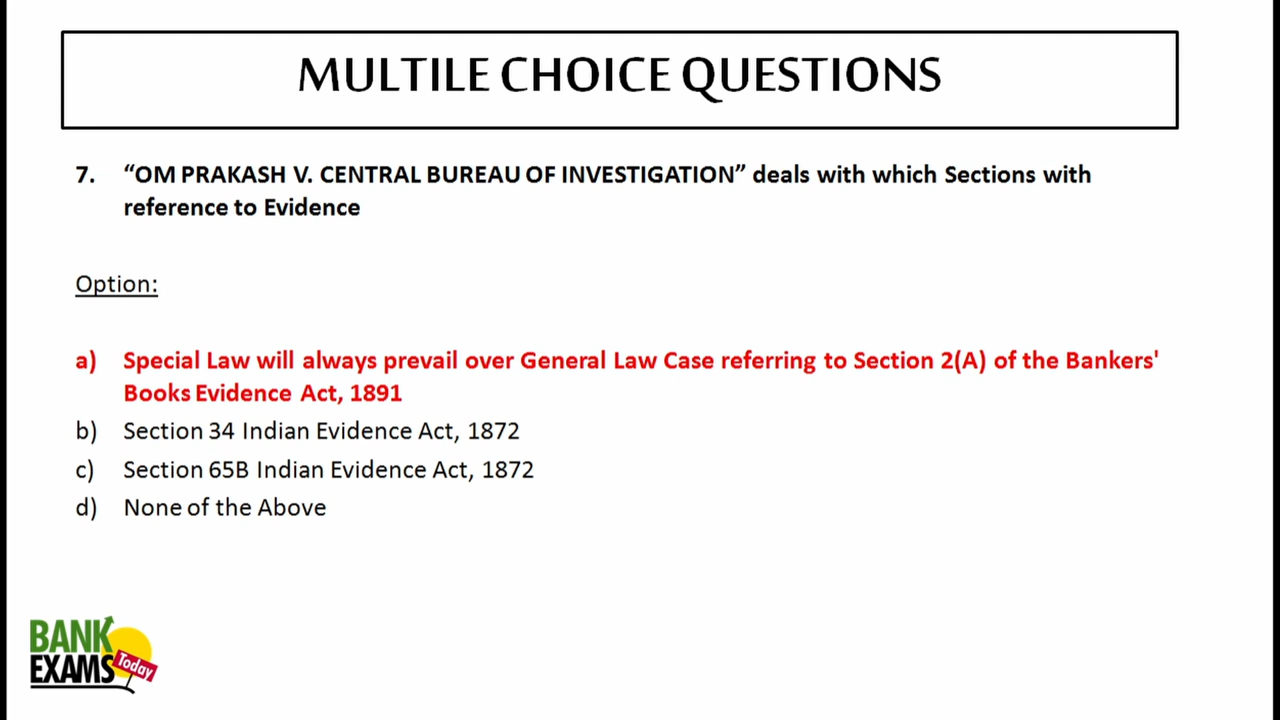 MULTILE CHOICE QUESTIONS
7. “OM PRAKASH V. CENTRAL BUREAU OF INVESTIGATION” deals with which Sections with
reference to Evidence
Option:
a) Special Law will always prevail over General Law Case referring to Section 2(A) of the Bankers'
Books Evidence Act, 1891
b) Section 34 Indian Evidence Act, 1872
c) Section 65B Indian Evidence Act, 1872
d) None of the Above
BANK
EXAMS Today